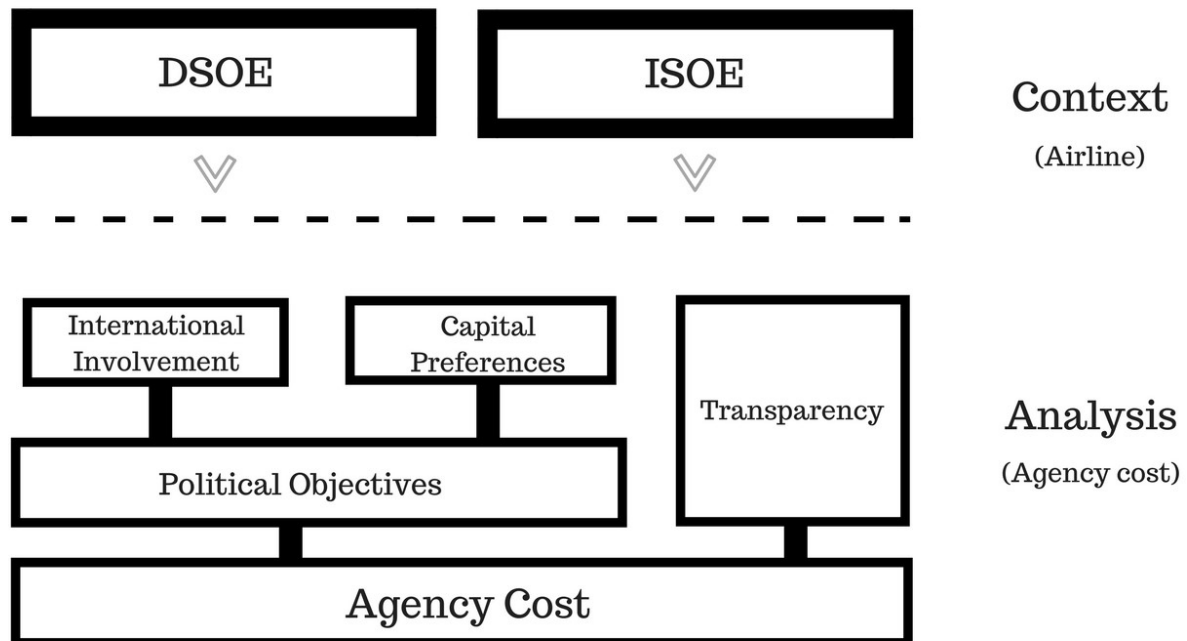 DSOE
ISOE
Context
(Airline)
International
Involvement
Capital
Preferences
Transparency
Analysis
(Agency cost)
Political Objectives
Agency Cost